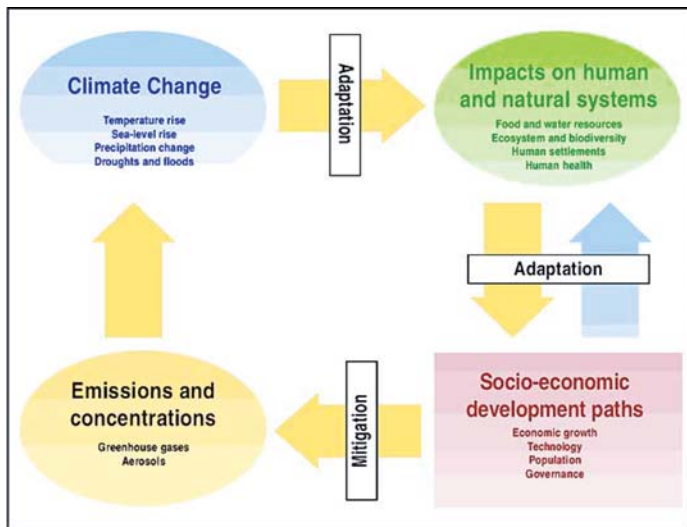 Climate Change
Temperature rise
Sea-level rise
Precipitation change
Droughts and floods
Adaptation
Impacts on human
and natural systems
Food and water resources
Ecosystem and biodiversity
Human settlements
Human health
Adaptation
Emissions and
concentrations
Greenhouse gases
Aerosols
Mitigation
Socio-economic
development paths
Economic growth
Technology
Population
Governance